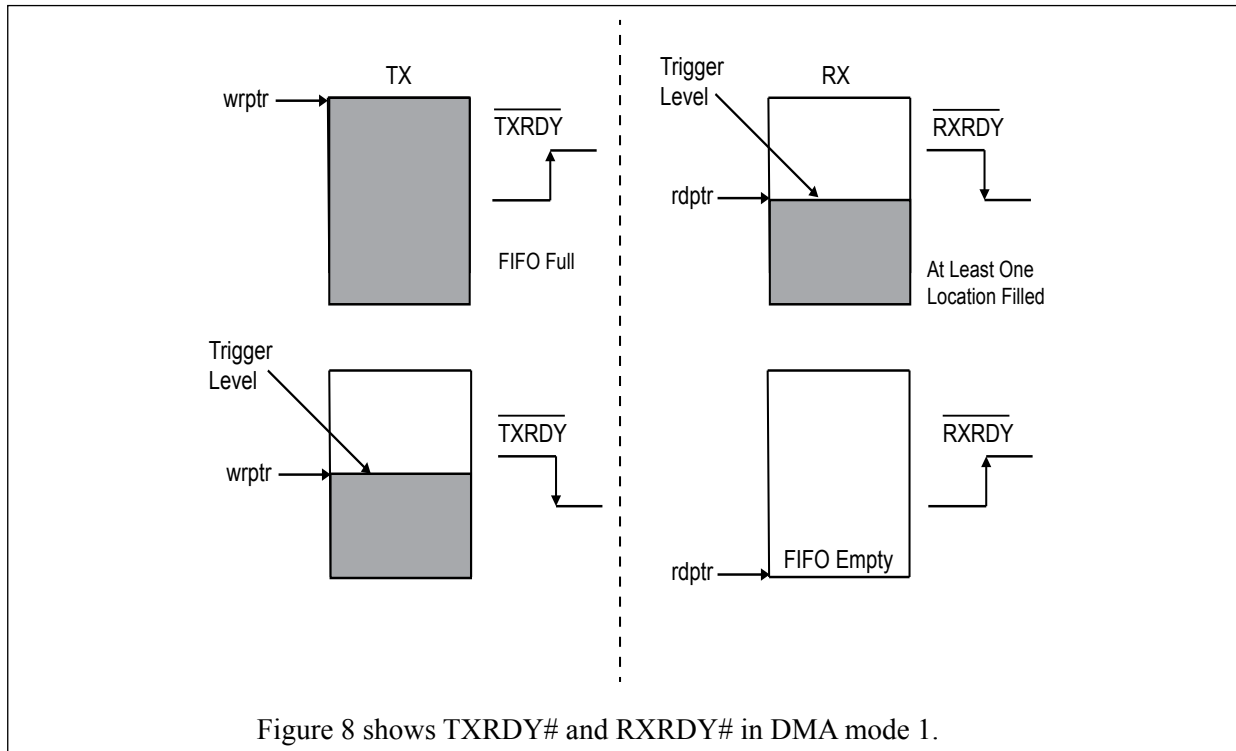 TX
wrptr
TXRDY
FIFO Full
Trigger
Level
wrptr
TXRDY
Trigger
Level
RX
RXRDY
rdptr
At Least One
Location Filled
RXRDY
FIFO Empty
rdptr
Figure 8 shows TXRDY# and RXRDY# in DMA mode 1.